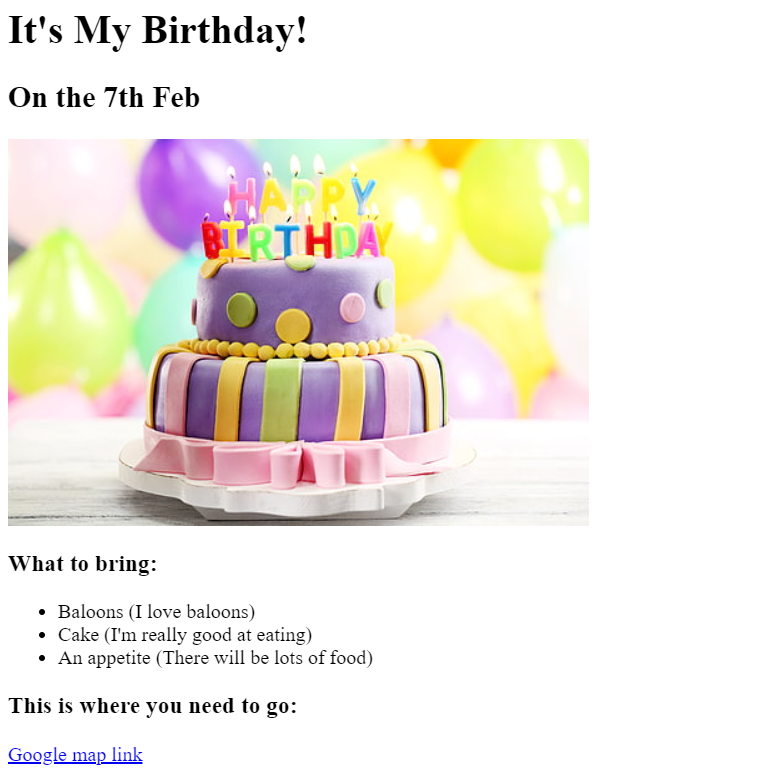 It's My Birthday!
On the 7th Feb
HAPPY
BIRTHDAY
What to bring:
Baloons (I love baloons)
Cake (I'm really good at eating)
An appetite (There will be lots of food)
This is where you need to go:
Google map link